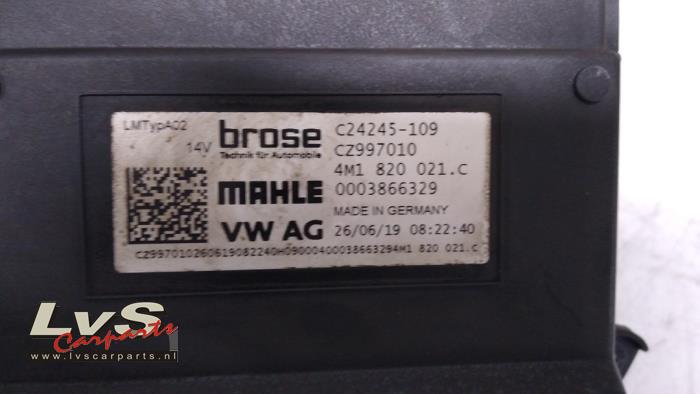 LMTypA02
14V
brose
Technik für Automobile
C24245-109
CZ997010
4M1 820 021.C
MAHLE
0003866329
MADE IN GERMANY
VW AG
26/06/19 08:22:40
CZ997010260619082240H09000400038663294M1 820 021.C
LvS
Carparts
www.lvscarparts.nl